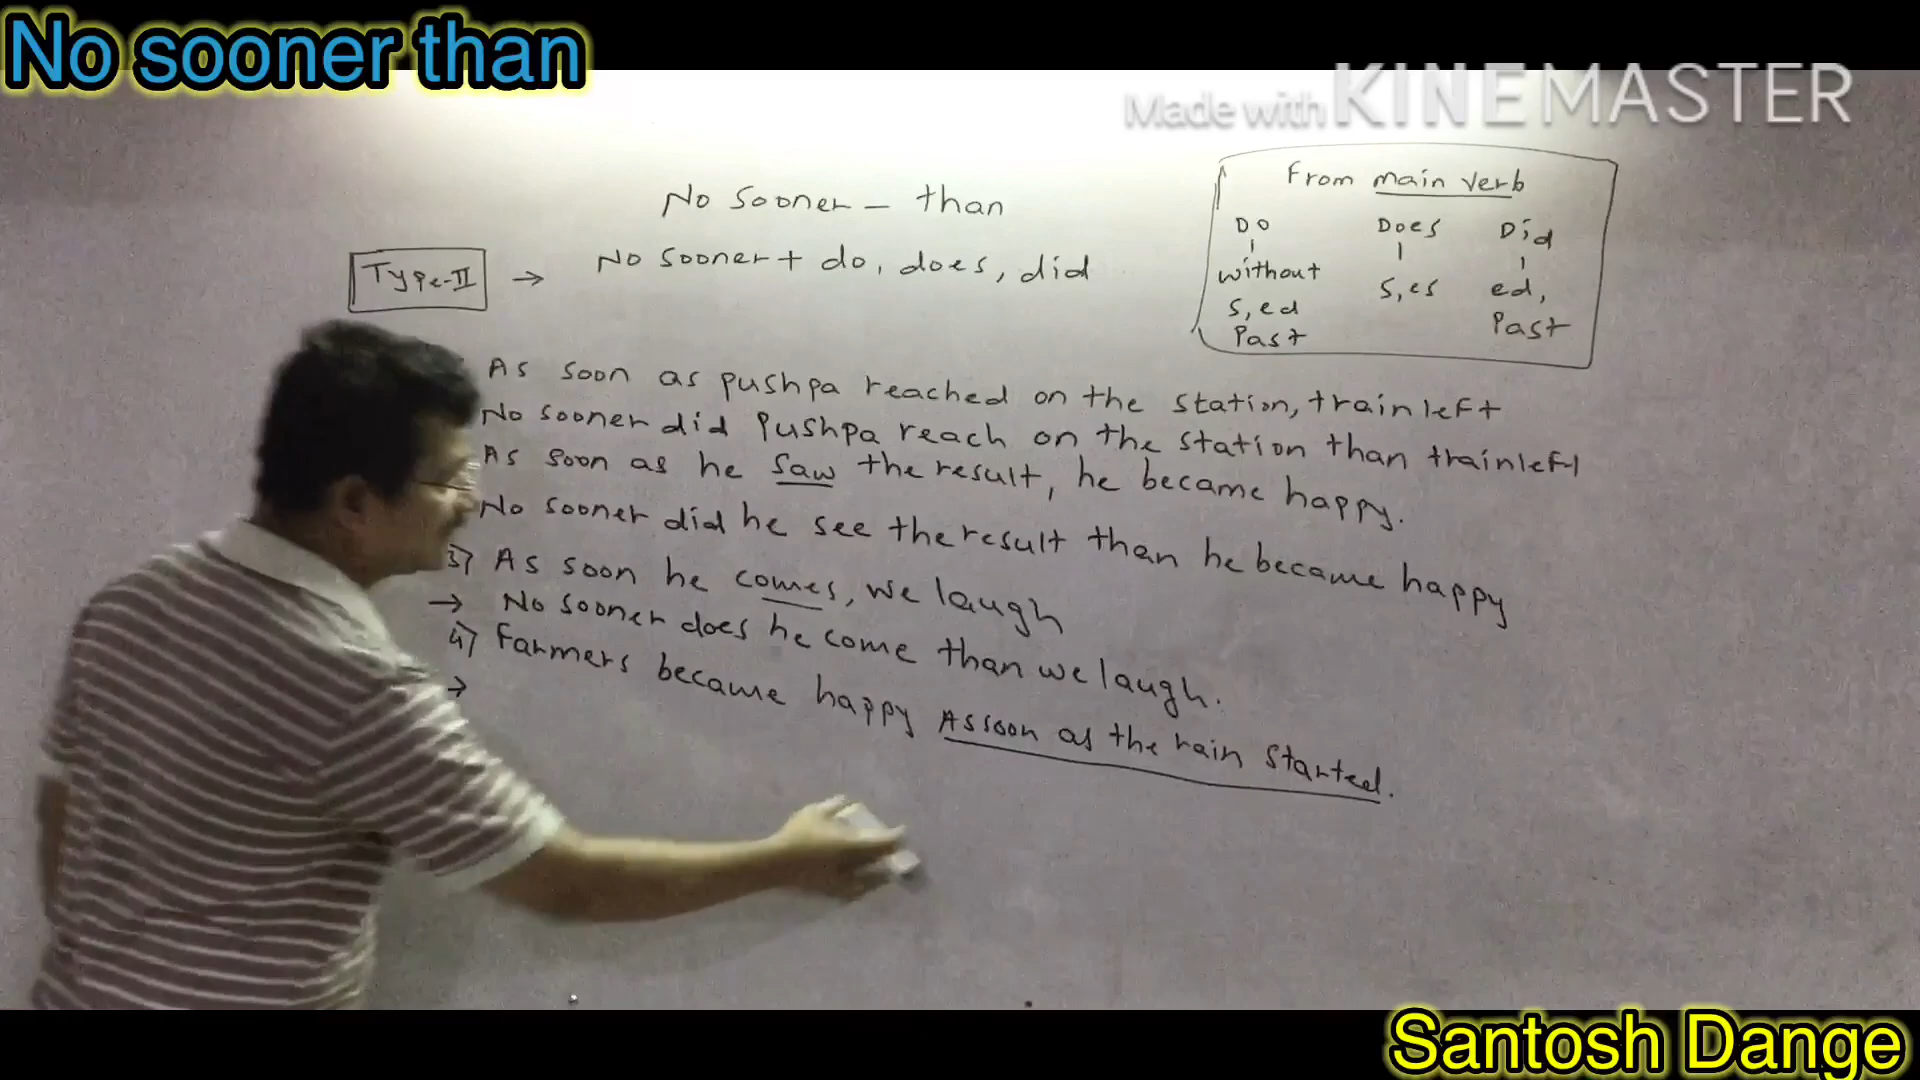 No sooner than
Made with KINEMASTER
No sooner - than
Type-II → No sooner + do, does, did
From main verb
Do Does Did
without s, es ed,
s, ed Past
Past
As soon as pushpa reached on the station, train left
No sooner did Pushpa reach on the station than train left
As soon as he saw the result, he became happy.
No sooner did he see the result than he became happy
3) As soon he comes, we laugh
→ No sooner does he come than we laugh.
4) Farmers became happy As soon as the rain started.
→
Santosh Dange